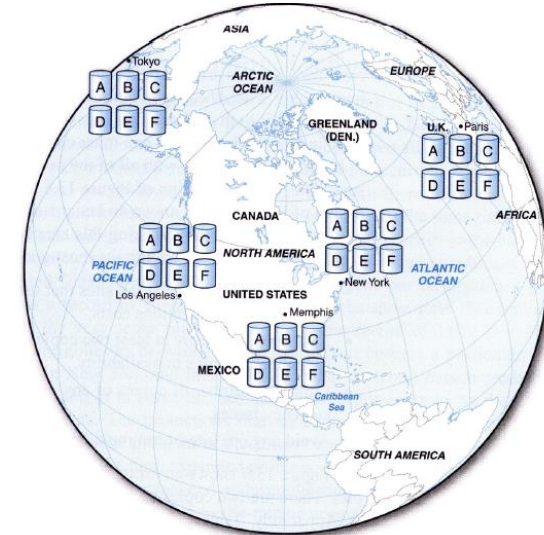 ASIA
Tokyo
ARCTIC
OCEAN
EUROPE
A B C
D E F
GREENLAND
(DEN.)
U.K.
Paris
A B C
D E F
AFRICA
CANADA
A B C
D E F
NORTH AMERICA
A B C
D E F
PACIFIC
OCEAN
ATLANTIC
OCEAN
Los Angeles
UNITED STATES
New York
Memphis
A B C
D E F
MEXICO
Caribbean
Sea
SOUTH AMERICA